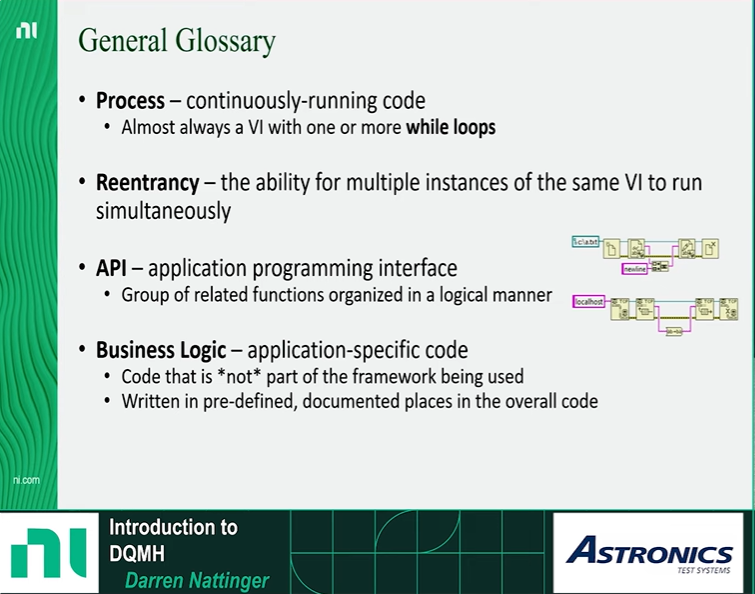 General Glossary
• Process – continuously-running code
• Almost always a VI with one or more while loops
• Reentrancy – the ability for multiple instances of the same VI to run
simultaneously
• API – application programming interface
• Group of related functions organized in a logical manner
newline
localhost
• Business Logic – application-specific code
• Code that is *not* part of the framework being used
• Written in pre-defined, documented places in the overall code
ni.com
Introduction to
DQMH
Darren Nattinger
ASTRONICS
TEST SYSTEMS